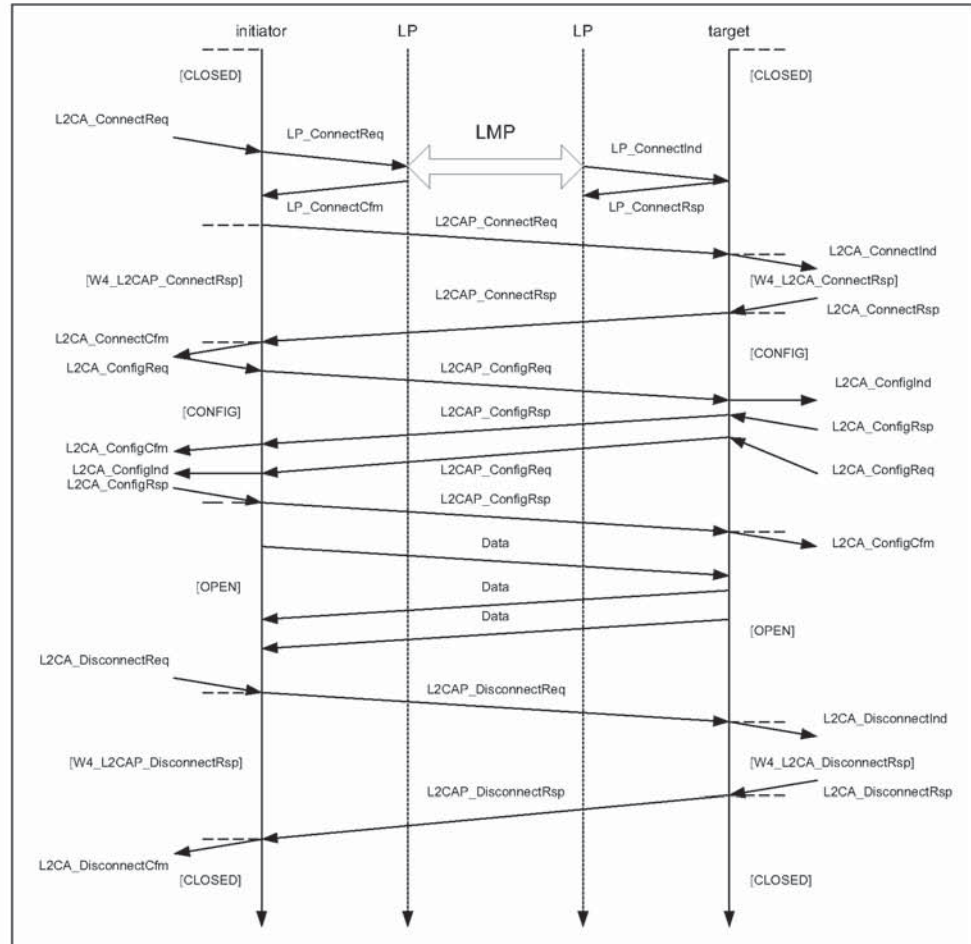 initiator LP LP target
[CLOSED] [CLOSED]
L2CA_ConnectReq
LP_ConnectReq LMP LP_ConnectInd
LP_ConnectCfm LP_ConnectRsp
L2CAP_ConnectReq
L2CA_ConnectInd
[W4_L2CAP_ConnectRsp] [W4_L2CA_ConnectRsp]
L2CAP_ConnectRsp
L2CA_ConnectRsp
L2CA_ConnectCfm
[CONFIG]
L2CA_ConfigReq L2CAP_ConfigReq
L2CA_ConfigInd
[CONFIG] L2CAP_ConfigRsp
L2CA_ConfigRsp
L2CA_ConfigCfm
L2CA_ConfigInd L2CAP_ConfigReq L2CA_ConfigReq
L2CA_ConfigRsp L2CAP_ConfigRsp
Data L2CA_ConfigCfm
[OPEN] Data
Data
[OPEN]
L2CA_DisconnectReq
L2CAP_DisconnectReq
L2CA_DisconnectInd
[W4_L2CAP_DisconnectRsp] [W4_L2CA_DisconnectRsp]
L2CAP_DisconnectRsp L2CA_DisconnectRsp
L2CA_DisconnectCfm
[CLOSED] [CLOSED]